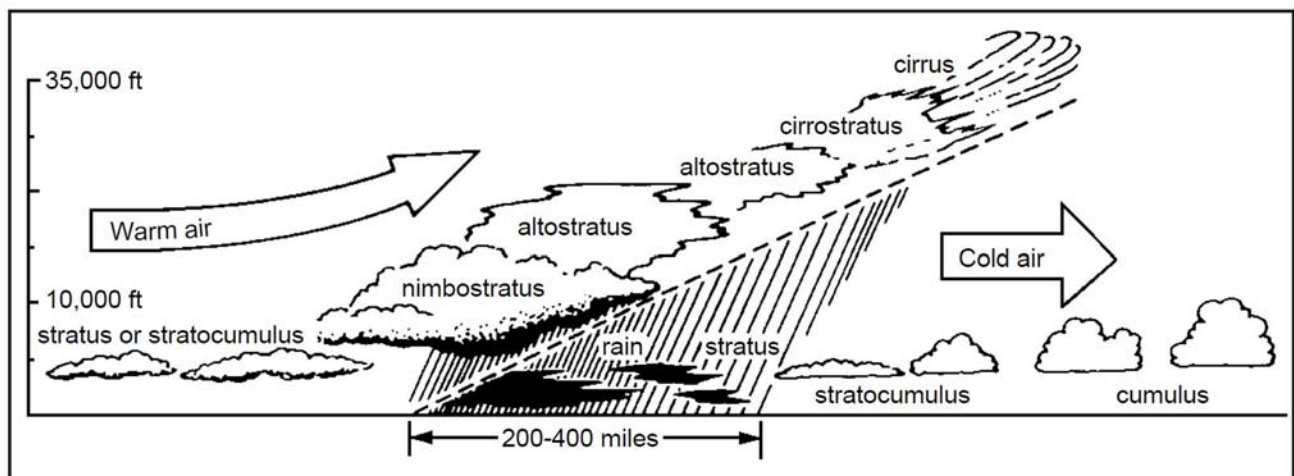 35,000 ft
cirrus
cirrostratus
altostratus
Warm air
altostratus
Cold air
nimbostratus
10,000 ft
stratus or stratocumulus
rain
stratus
stratocumulus
cumulus
200-400 miles